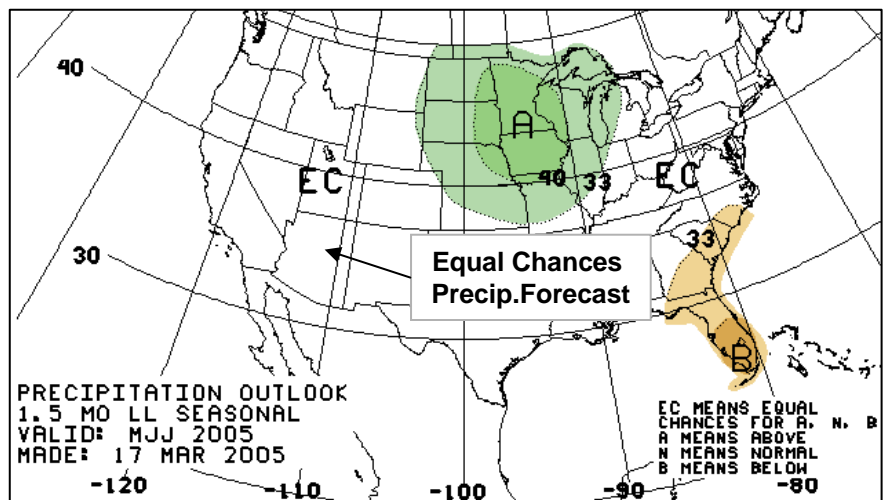 40
A
EC
40
33
EC
33
30
Equal Chances
Precip.Forecast
B
PRECIPITATION OUTLOOK
1.5 MO LL SEASONAL
VALID: MJJ 2005
MADE: 17 MAR 2005
EC MEANS EQUAL
CHANCES FOR A, N, B
A MEANS ABOVE
N MEANS NORMAL
B MEANS BELOW
-120
-110
-100
-90
-80